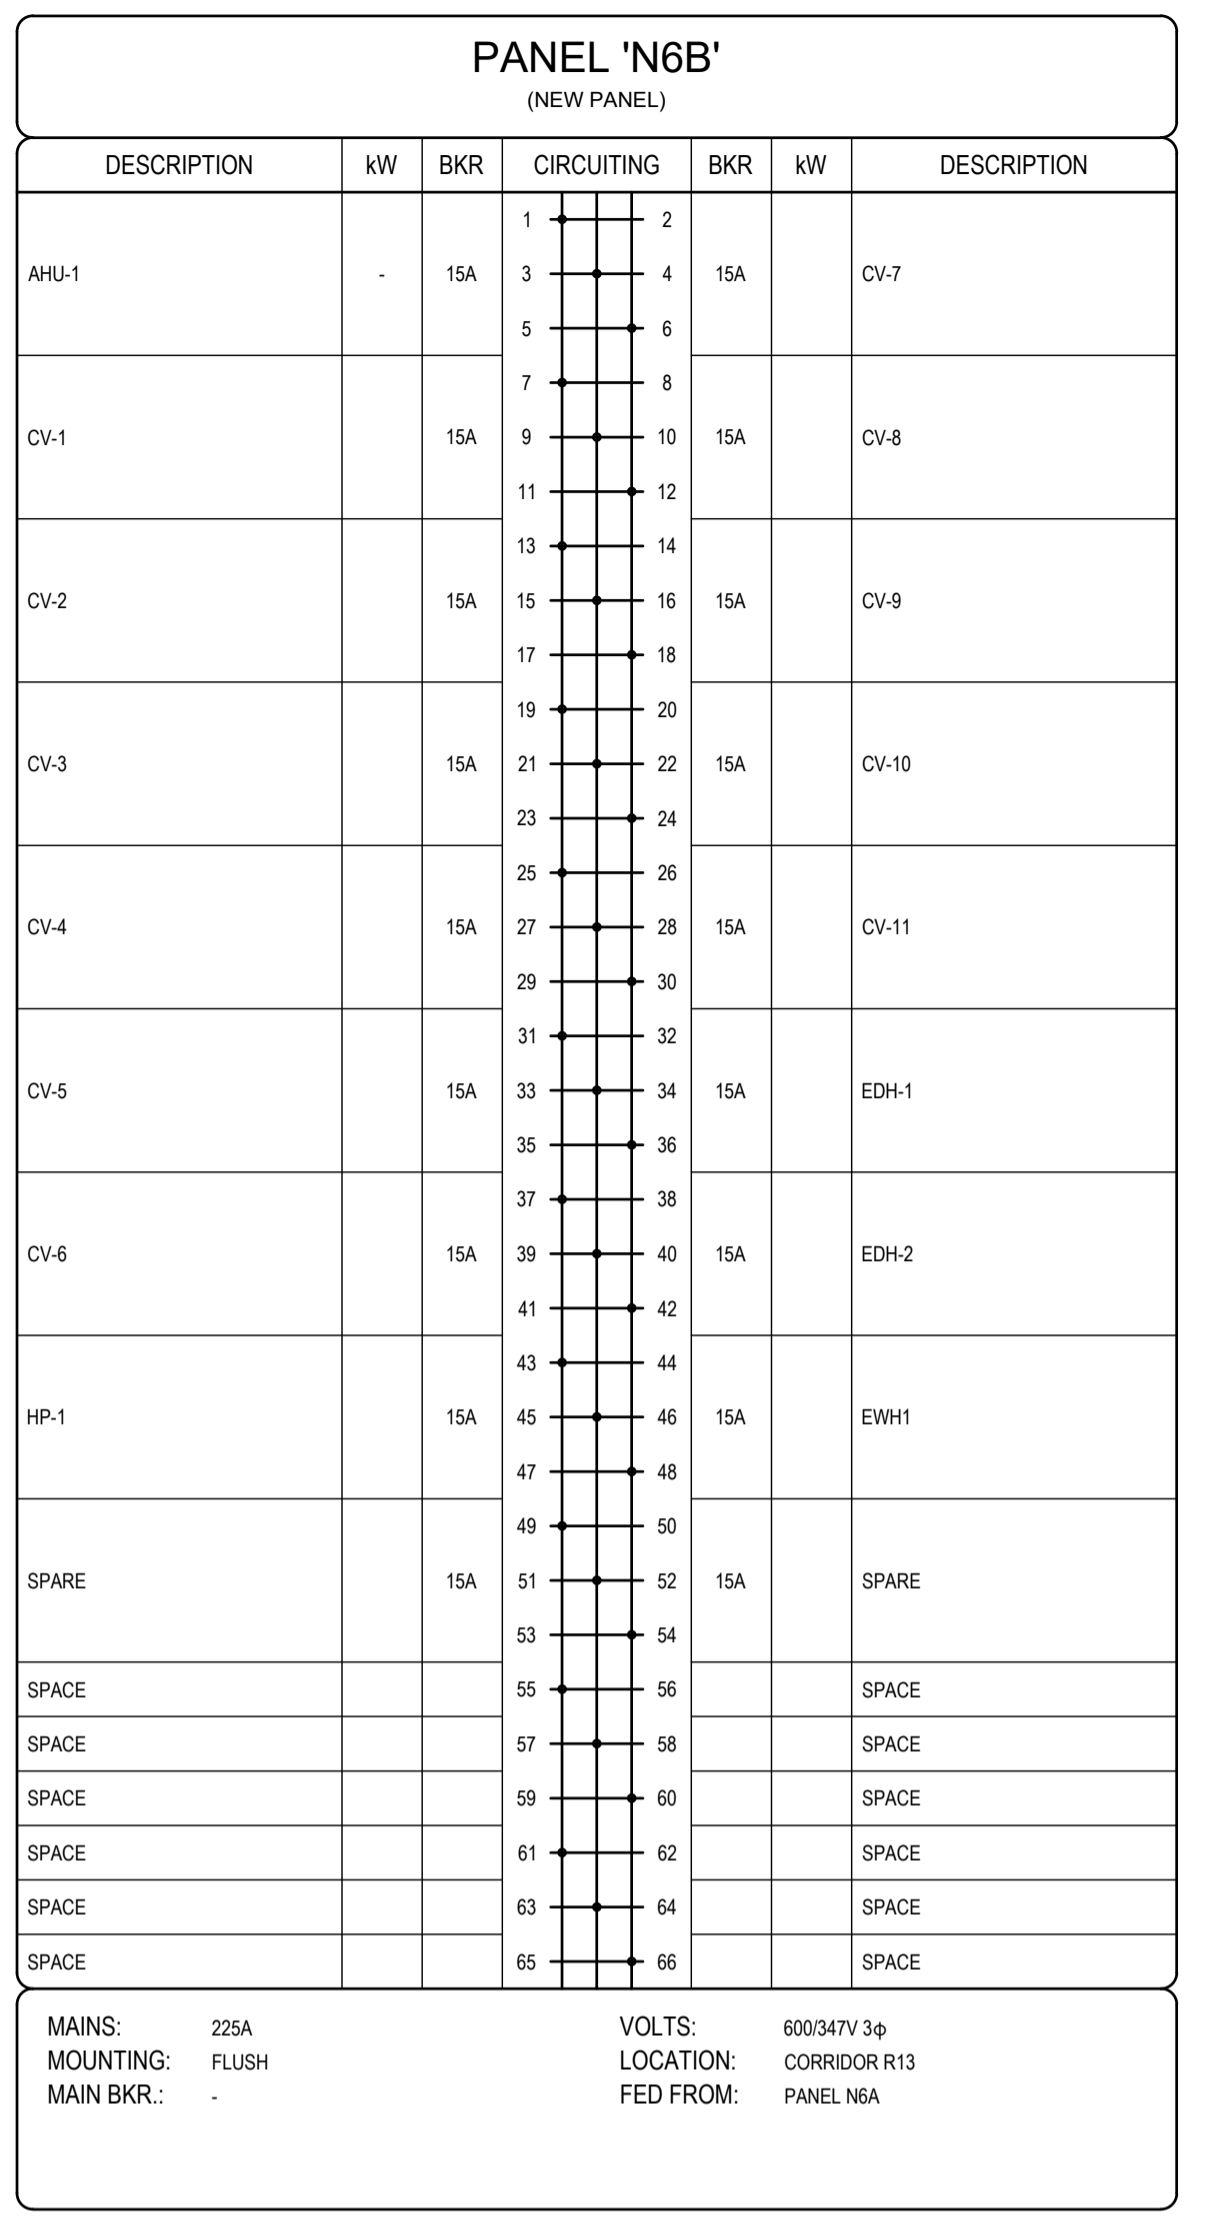 PANEL 'N6B'
(NEW PANEL)
DESCRIPTION kW BKR CIRCUITING BKR kW DESCRIPTION
1 2
AHU-1 - 15A 3 4 15A CV-7
5 6
7 8
CV-1 15A 9 10 15A CV-8
11 12
13 14
CV-2 15A 15 16 15A CV-9
17 18
19 20
CV-3 15A 21 22 15A CV-10
23 24
25 26
CV-4 15A 27 28 15A CV-11
29 30
31 32
CV-5 15A 33 34 15A EDH-1
35 36
37 38
CV-6 15A 39 40 15A EDH-2
41 42
43 44
HP-1 15A 45 46 15A EWH1
47 48
49 50
SPARE 15A 51 52 15A SPARE
53 54
SPACE 55 56 SPACE
SPACE 57 58 SPACE
SPACE 59 60 SPACE
SPACE 61 62 SPACE
SPACE 63 64 SPACE
SPACE 65 66 SPACE
MAINS: 225A VOLTS: 600/347V 3ɸ
MOUNTING: FLUSH LOCATION: CORRIDOR R13
MAIN BKR.: - FED FROM: PANEL N6A